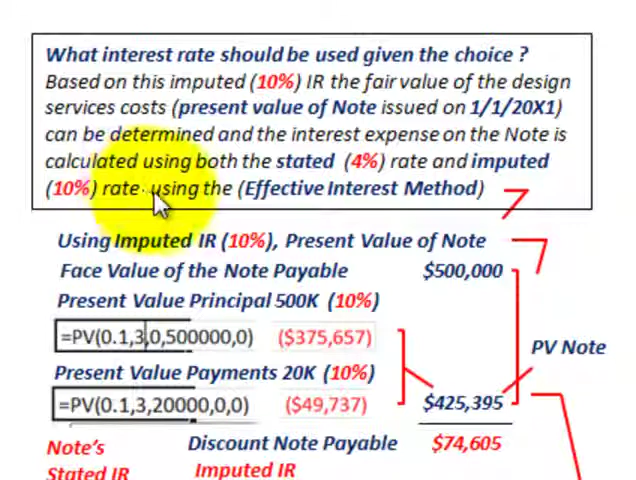 What interest rate should be used given the choice ?
Based on this imputed (10%) IR the fair value of the design
services costs (present value of Note issued on 1/1/20X1)
can be determined and the interest expense on the Note is
calculated using both the stated (4%) rate and imputed
(10%) rate using the (Effective Interest Method)
Using Imputed IR (10%), Present Value of Note
Face Value of the Note Payable $500,000
Present Value Principal 500K (10%)
=PV(0.1,3,0,500000,0) ($375,657)
PV Note
Present Value Payments 20K (10%)
=PV(0.1,3,20000,0,0) ($49,737) $425,395
Note's Discount Note Payable $74,605
Stated IR Imputed IR